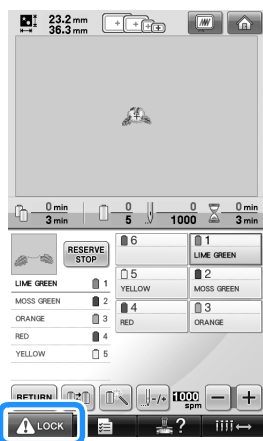 23.2 mm
36.3 mm
0 min
3 min
0
5
0
1000
0 min
3 min
RESERVE STOP
6
1
LIME GREEN
5
YELLOW
2
MOSS GREEN
4
RED
3
ORANGE
LIME GREEN 1
MOSS GREEN 2
ORANGE 3
RED 4
YELLOW 5
RETURN
-/+
1000 spm
- +
LOCK
?